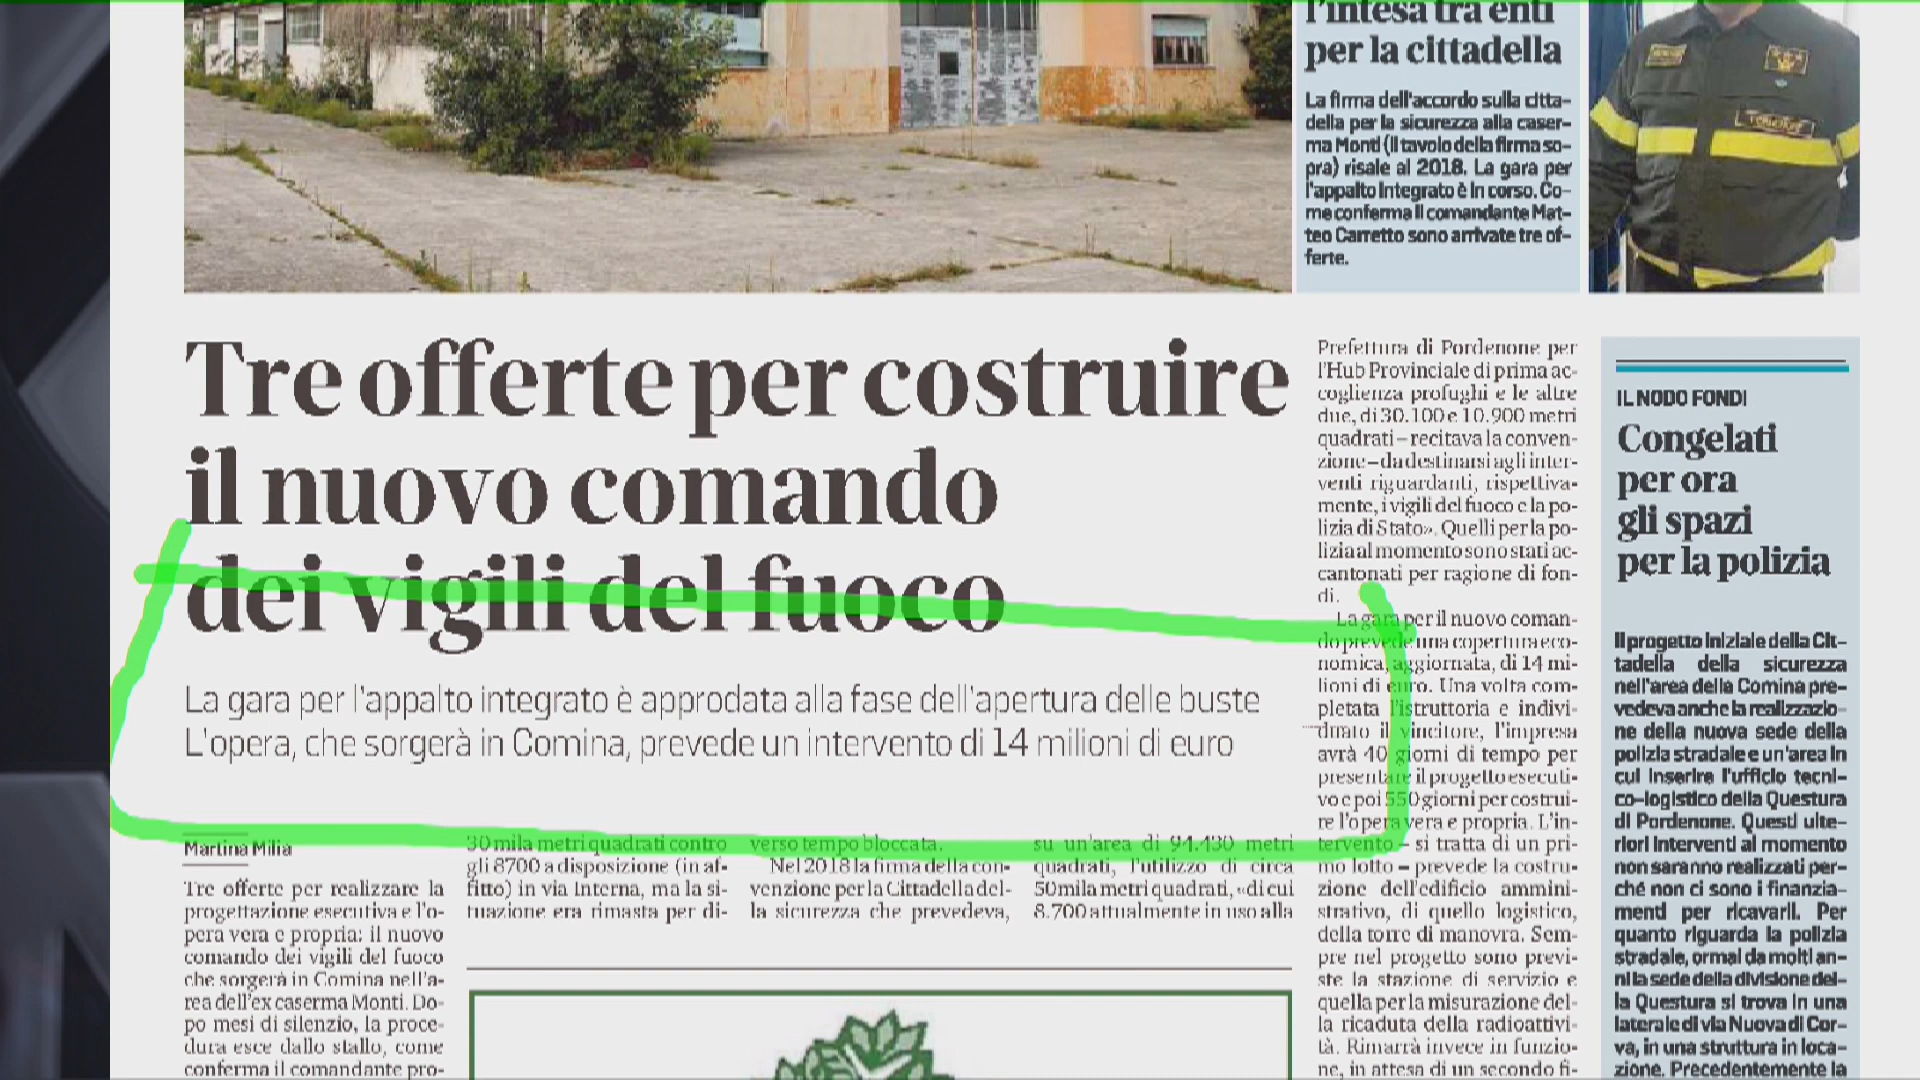 l'intesa tra enti
per la cittadella
La firma dell'accordo sulla citta-
della per la sicurezza alla caser-
ma Monti (il tavolo della firma so-
pra) risale al 2018. La gara per
l'appalto integrato è in corso. Co-
me conferma il comandante Mat-
teo Carretto sono arrivate tre of-
ferte.
Tre offerte per costruire
il nuovo comando
dei vigili del fuoco
La gara per l'appalto integrato è approdata alla fase dell'apertura delle buste
L'opera, che sorgerà in Comina, prevede un intervento di 14 milioni di euro
Martina Milia
Tre offerte per realizzare la
progettazione esecutiva e l'o-
pera vera e propria: il nuovo
comando dei vigili del fuoco
che sorgerà in Comina nell'a-
rea dell'ex caserma Monti. Do-
po mesi di silenzio, la proce-
dura esce dallo stallo, come
conferma il comandante pro-
30 mila metri quadrati contro
gli 8700 a disposizione (in af-
fitto) in via Interna, ma la si-
tuazione era rimasta per di-
verso tempo bloccata.
Nel 2018 la firma della con-
venzione per la Cittadella del-
la sicurezza che prevedeva,
su un'area di 94.430 metri
quadrati, l'utilizzo di circa
50mila metri quadrati, «di cui
8.700 attualmente in uso alla
Prefettura di Pordenone per
l'Hub Provinciale di prima ac-
coglienza profughi e le altre
due, di 30.100 e 10.900 metri
quadrati – recitava la conven-
zione – da destinarsi agli inter-
venti riguardanti, rispettiva-
mente, i vigili del fuoco e la po-
lizia di Stato». Quelli per la po-
lizia al momento sono stati ac-
cantonati per ragione di fon-
di.
La gara per il nuovo coman-
do prevede una copertura eco-
nomica, aggiornata, di 14 mi-
lioni di euro. Una volta com-
pletata l'istruttoria e indivi-
duato il vincitore, l'impresa
avrà 40 giorni di tempo per
presentare il progetto esecuti-
vo e poi 550 giorni per costrui-
re l'opera vera e propria. L'in-
tervento – si tratta di un pri-
mo lotto – prevede la costru-
zione dell'edificio ammini-
strativo, di quello logistico,
della torre di manovra. Sem-
pre nel progetto sono previ-
ste la stazione di servizio e
quella per la misurazione del-
la ricaduta della radioattivi-
tà. Rimarrà invece in funzio-
ne, in attesa di un secondo fi-
IL NODO FONDI
Congelati
per ora
gli spazi
per la polizia
Il progetto iniziale della Cit-
tadella della sicurezza
nell'area della Comina pre-
vedeva anche la realizzazio-
ne della nuova sede della
polizia stradale e un'area in
cui inserire l'ufficio tecni-
co-logistico della Questura
di Pordenone. Questi ulte-
riori interventi al momento
non saranno realizzati per-
ché non ci sono i finanzia-
menti per ricavarli. Per
quanto riguarda la polizia
stradale, ormai da molti an-
ni la sede della divisione del-
la Questura si trova in una
laterale di via Nuova di Cor-
va, in una struttura in loca-
zione. Precedentemente la